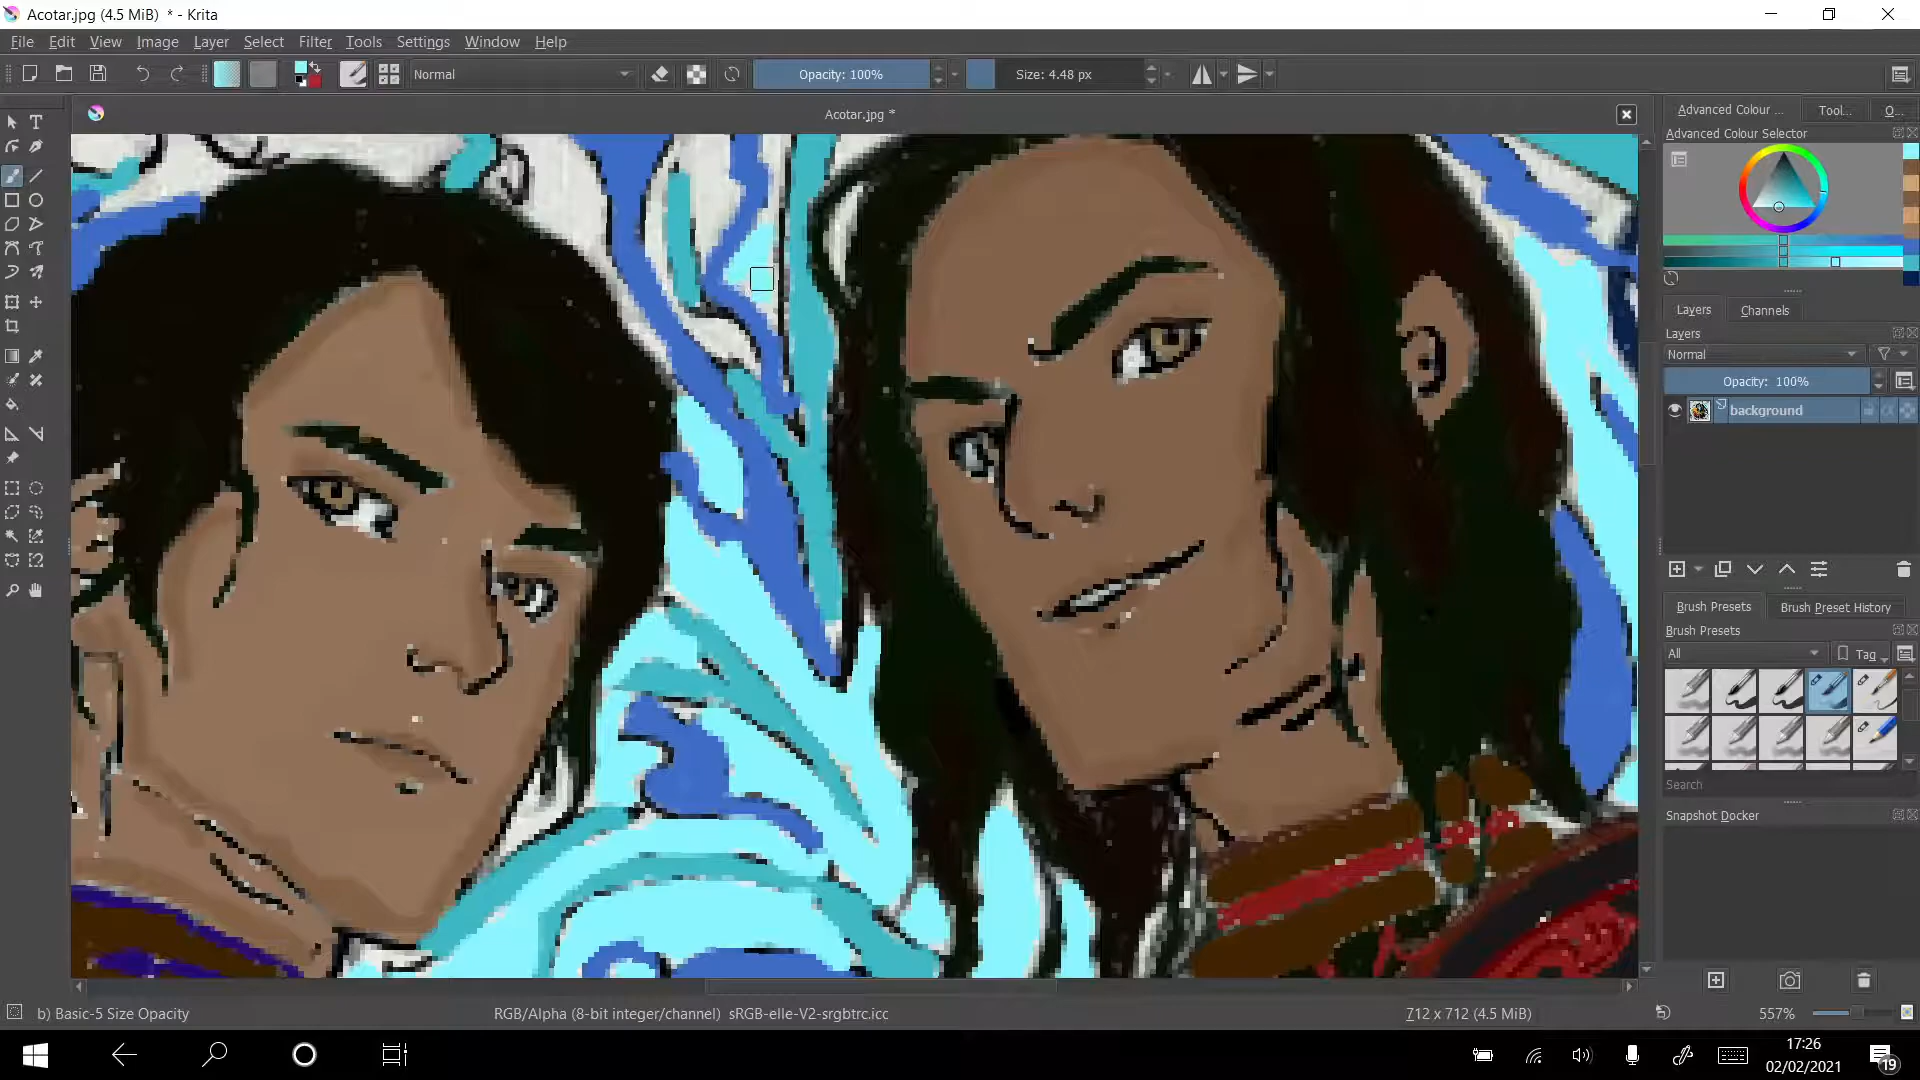 Acotar.jpg (4.5 MiB) * - Krita
File Edit View Image Layer Select Filter Tools Settings Window Help
Normal
Opacity: 100%
Size: 4.48 px
Acotar.jpg *
Advanced Colour ... Tool... O...
Advanced Colour Selector
Layers Channels
Layers
Normal
Opacity: 100%
background
Brush Presets Brush Preset History
Brush Presets
All
Tag
Search
Snapshot Docker
b) Basic-5 Size Opacity
RGB/Alpha (8-bit integer/channel) sRGB-elle-V2-srgbtrc.icc
712 x 712 (4.5 MiB)
557%
17:26
02/02/2021
19